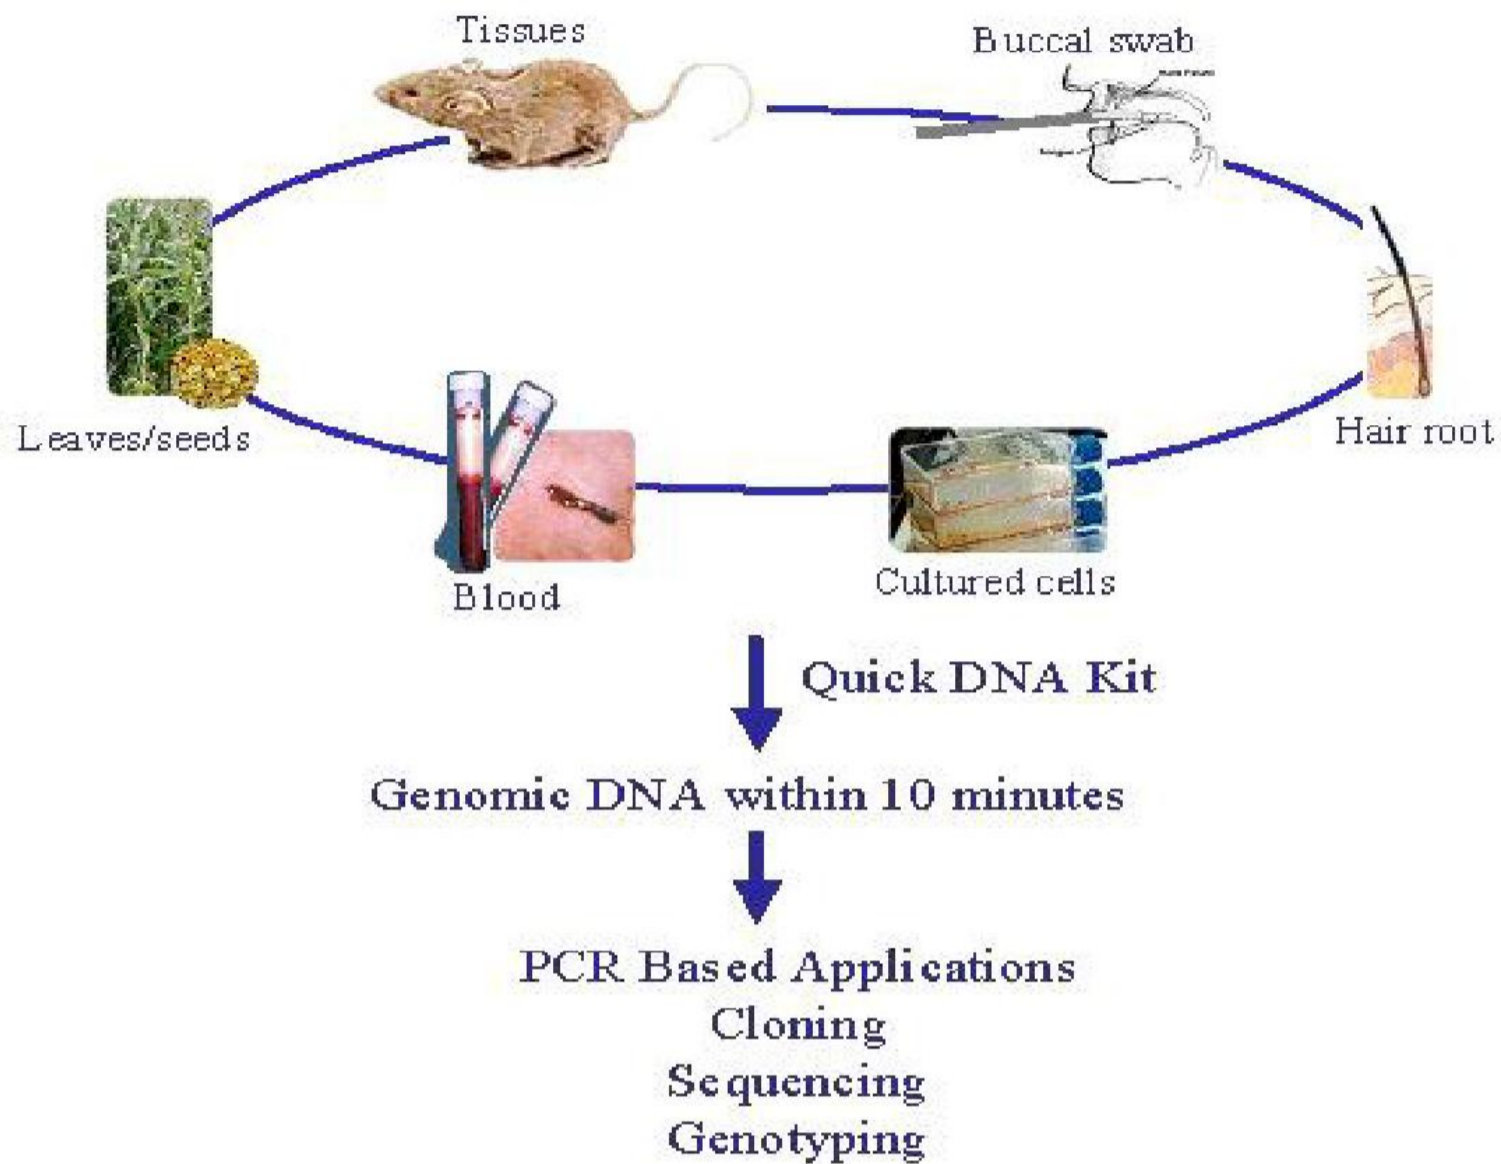 Tissues
Buccal swab
Leaves/seeds
Hair root
Blood
Cultured cells
Quick DNA Kit
Genomic DNA within 10 minutes
PCR Based Applications
Cloning
Sequencing
Genotyping